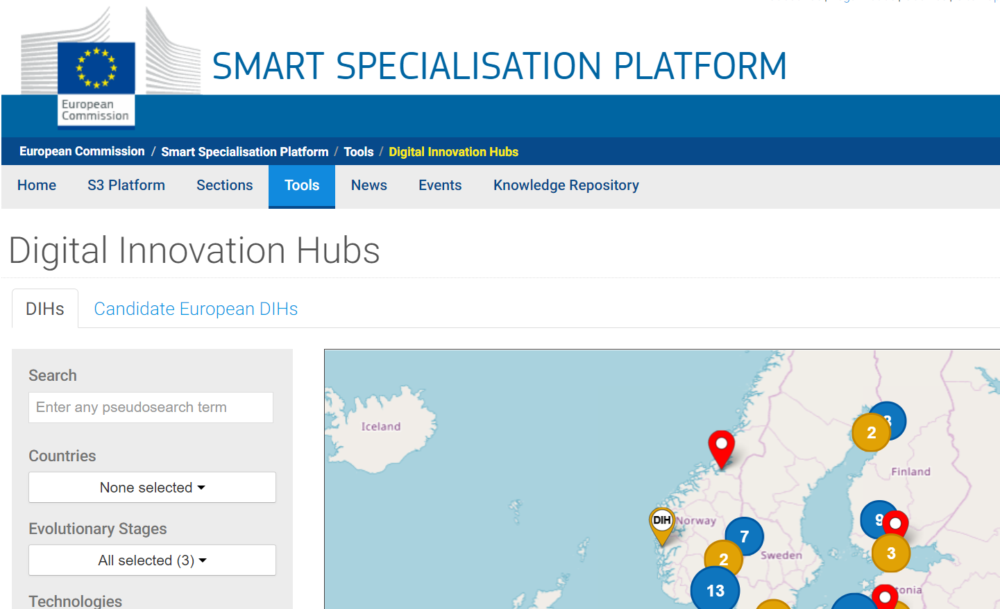 SMART SPECIALISATION PLATFORM
European
Commission
European Commission / Smart Specialisation Platform / Tools / Digital Innovation Hubs
Home S3 Platform Sections Tools News Events Knowledge Repository
Digital Innovation Hubs
DIHs Candidate European DIHs
Search
Enter any pseudosearch term
Countries
None selected
Evolutionary Stages
All selected (3)
Technologies
Iceland
2
Finland
DIH Norway
9
7
3
2
Sweden
13
tonia